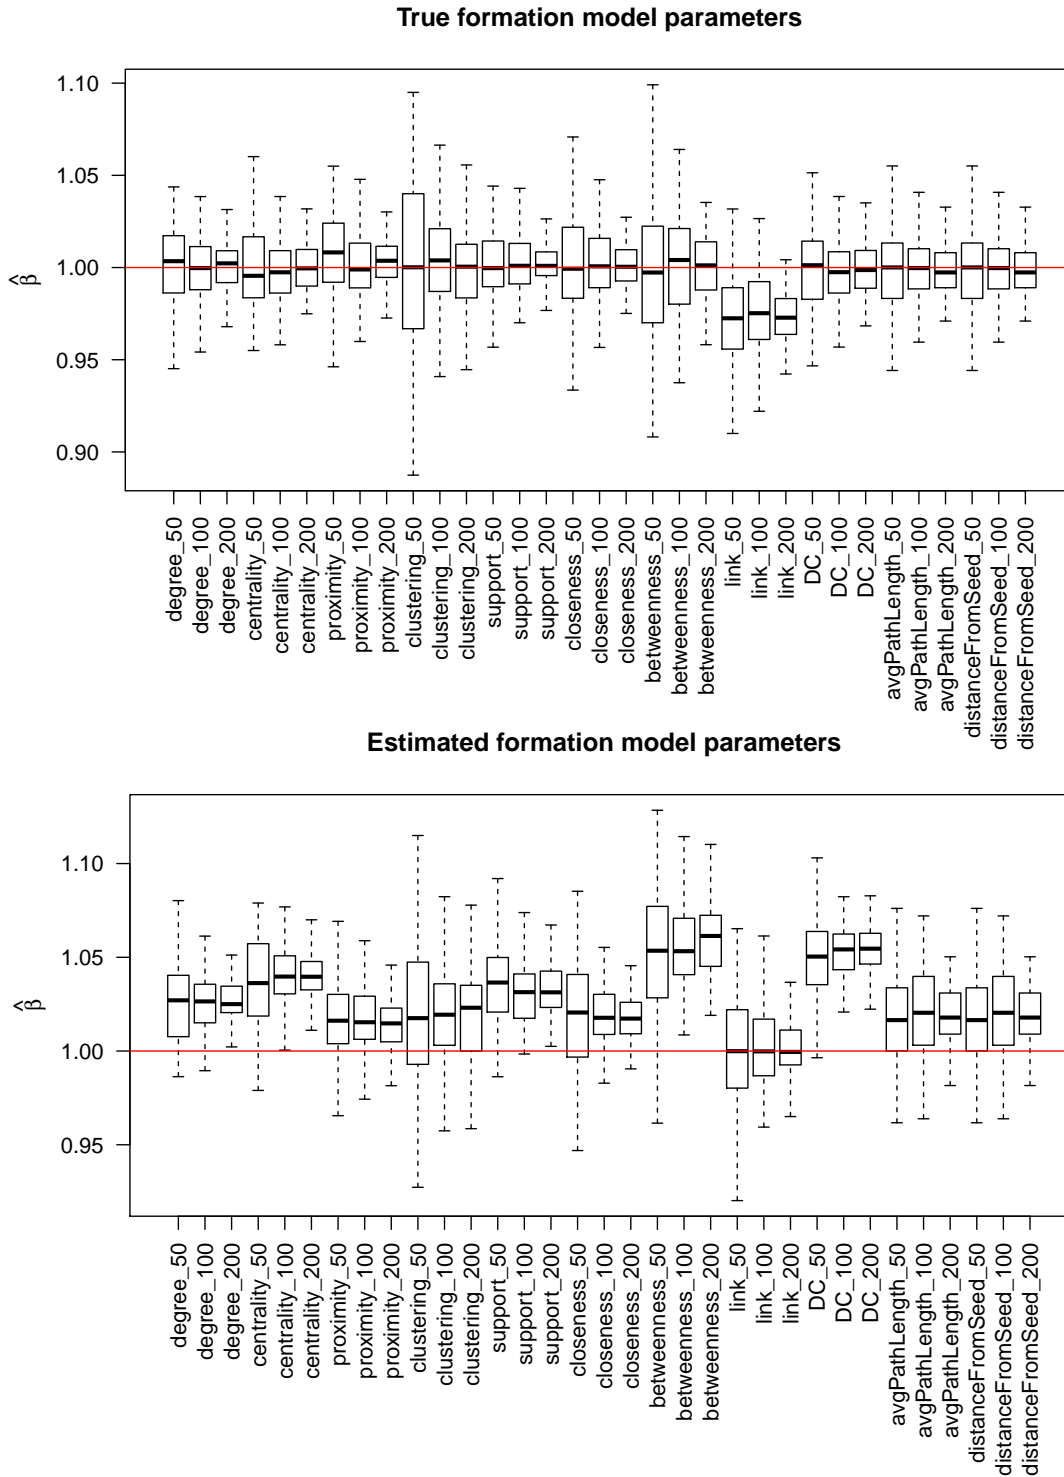 True formation model parameters
β̂
1.10
1.05
1.00
0.95
0.90
degree_50
degree_100
degree_200
centrality_50
centrality_100
centrality_200
proximity_50
proximity_100
proximity_200
clustering_50
clustering_100
clustering_200
support_50
support_100
support_200
closeness_50
closeness_100
closeness_200
betweenness_50
betweenness_100
betweenness_200
link_50
link_100
link_200
DC_50
DC_100
DC_200
avgPathLength_50
avgPathLength_100
avgPathLength_200
distanceFromSeed_50
distanceFromSeed_100
distanceFromSeed_200
Estimated formation model parameters
β̂
1.10
1.05
1.00
0.95
degree_50
degree_100
degree_200
centrality_50
centrality_100
centrality_200
proximity_50
proximity_100
proximity_200
clustering_50
clustering_100
clustering_200
support_50
support_100
support_200
closeness_50
closeness_100
closeness_200
betweenness_50
betweenness_100
betweenness_200
link_50
link_100
link_200
DC_50
DC_100
DC_200
avgPathLength_50
avgPathLength_100
avgPathLength_200
distanceFromSeed_50
distanceFromSeed_100
distanceFromSeed_200